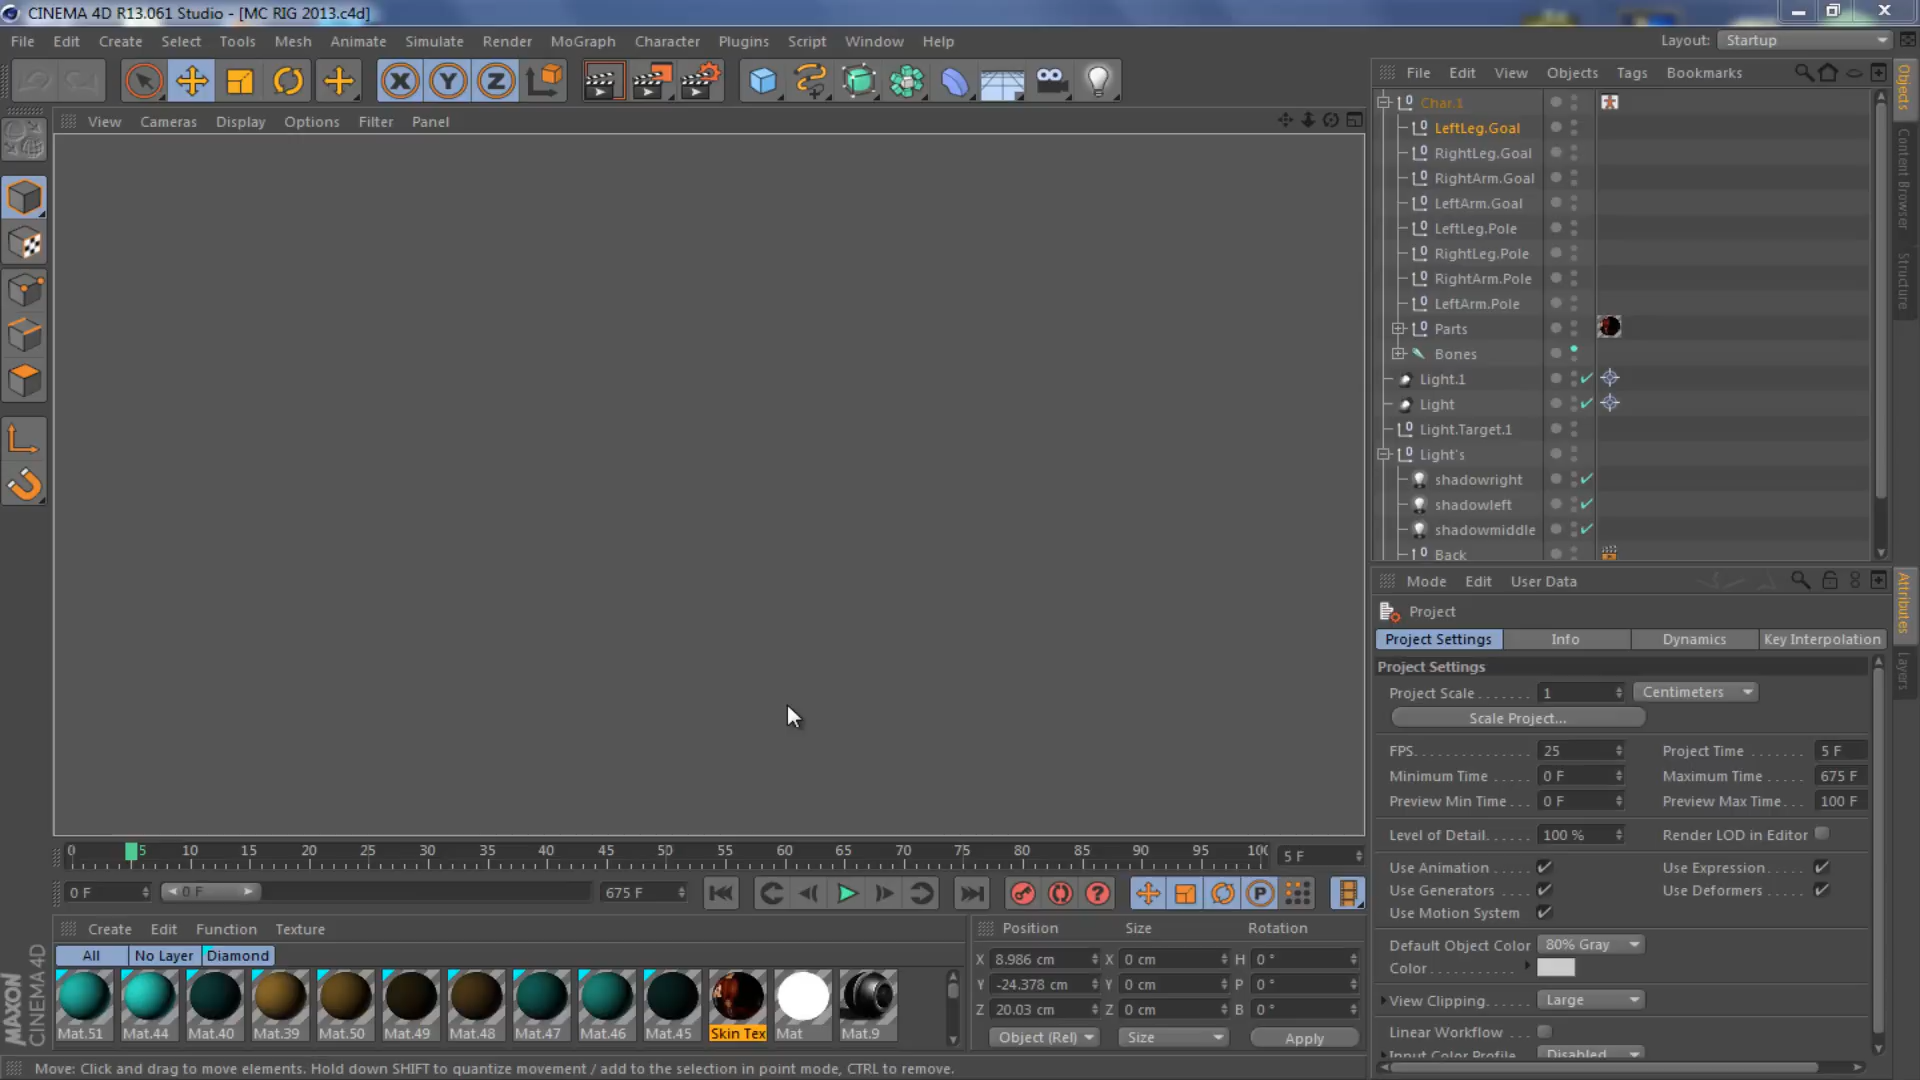 CINEMA 4D R13.061 Studio - [MC RIG 2013.c4d]
File Edit Create Select Tools Mesh Animate Simulate Render MoGraph Character Plugins Script Window Help
Layout: Startup
View Cameras Display Options Filter Panel
File Edit View Objects Tags Bookmarks
Char.1
LeftLeg.Goal
RightLeg.Goal
RightArm.Goal
LeftArm.Goal
LeftLeg.Pole
RightLeg.Pole
RightArm.Pole
LeftArm.Pole
Parts
Bones
Light.1
Light
Light.Target.1
Light's
shadowright
shadowleft
shadowmiddle
Back
Objects
Content Browser
Structure
Mode Edit User Data
Project
Project Settings Info Dynamics Key Interpolation
Project Settings
Project Scale 1 Centimeters
Scale Project...
FPS 25 Project Time 5 F
Minimum Time 0 F Maximum Time 675 F
Preview Min Time 0 F Preview Max Time 100 F
Level of Detail 100 % Render LOD in Editor
Use Animation Use Expression
Use Generators Use Deformers
Use Motion System
Default Object Color 80% Gray
Color
View Clipping Large
Linear Workflow
Input Color Profile Disabled
Attributes
Layers
0 5 10 15 20 25 30 35 40 45 50 55 60 65 70 75 80 85 90 95 5 F
0 F 0 F 675 F
P
Create Edit Function Texture
All No Layer Diamond
Mat.51 Mat.44 Mat.40 Mat.39 Mat.50 Mat.49 Mat.48 Mat.47 Mat.46 Mat.45 Skin Tex Mat Mat.9
Position Size Rotation
X 8.986 cm X 0 cm H 0 °
Y -24.378 cm Y 0 cm P 0 °
Z 20.03 cm Z 0 cm B 0 °
Object (Rel) Size Apply
MAXON
CINEMA 4D
Move: Click and drag to move elements. Hold down SHIFT to quantize movement / add to the selection in point mode, CTRL to remove.